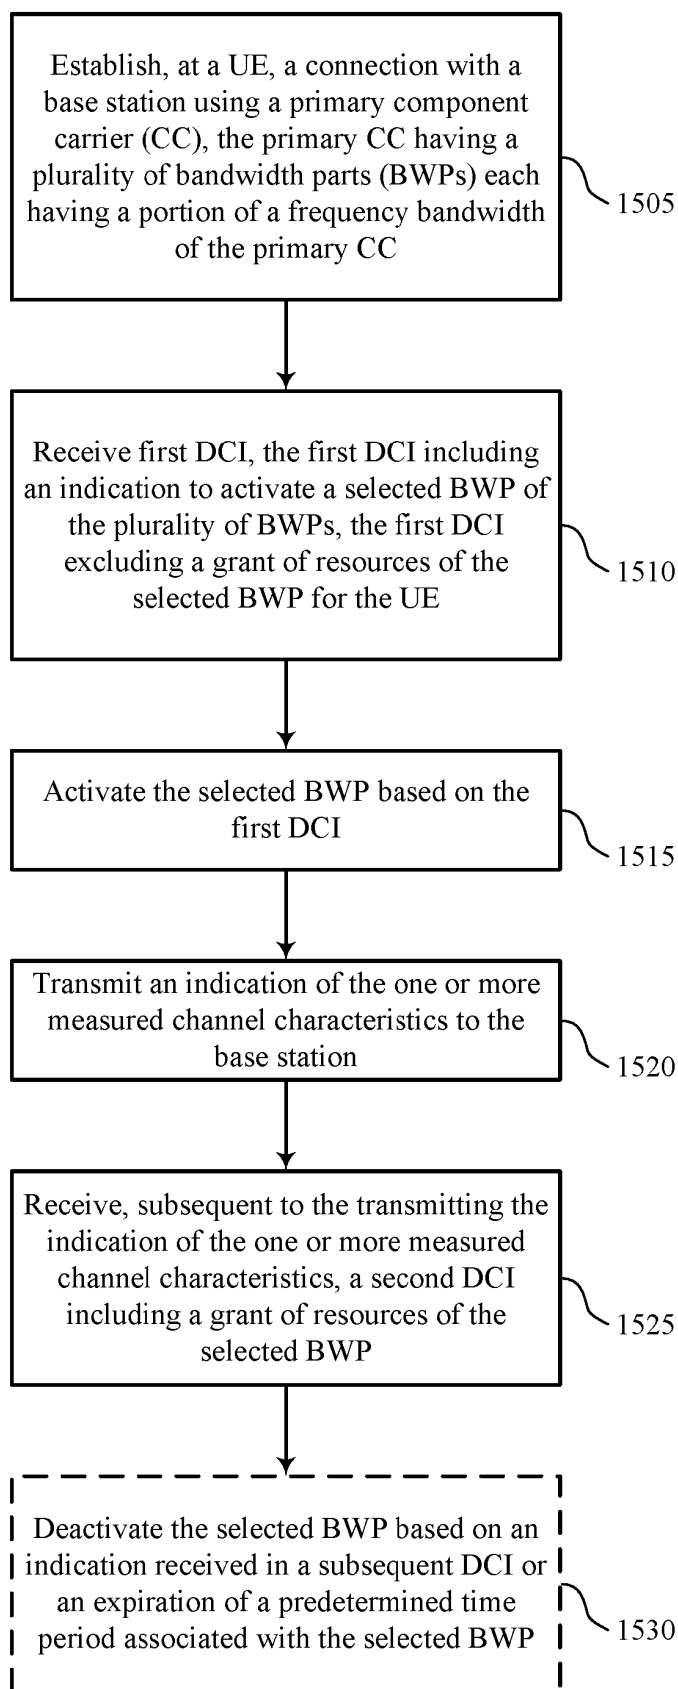 Establish, at a UE, a connection with a
base station using a primary component
carrier (CC), the primary CC having a
plurality of bandwidth parts (BWPs) each
having a portion of a frequency bandwidth
of the primary CC
1505
Receive first DCI, the first DCI including
an indication to activate a selected BWP of
the plurality of BWPs, the first DCI
excluding a grant of resources of the
selected BWP for the UE
1510
Activate the selected BWP based on the
first DCI
1515
Transmit an indication of the one or more
measured channel characteristics to the
base station
1520
Receive, subsequent to the transmitting the
indication of the one or more measured
channel characteristics, a second DCI
including a grant of resources of the
selected BWP
1525
Deactivate the selected BWP based on an
indication received in a subsequent DCI or
an expiration of a predetermined time
period associated with the selected BWP
1530